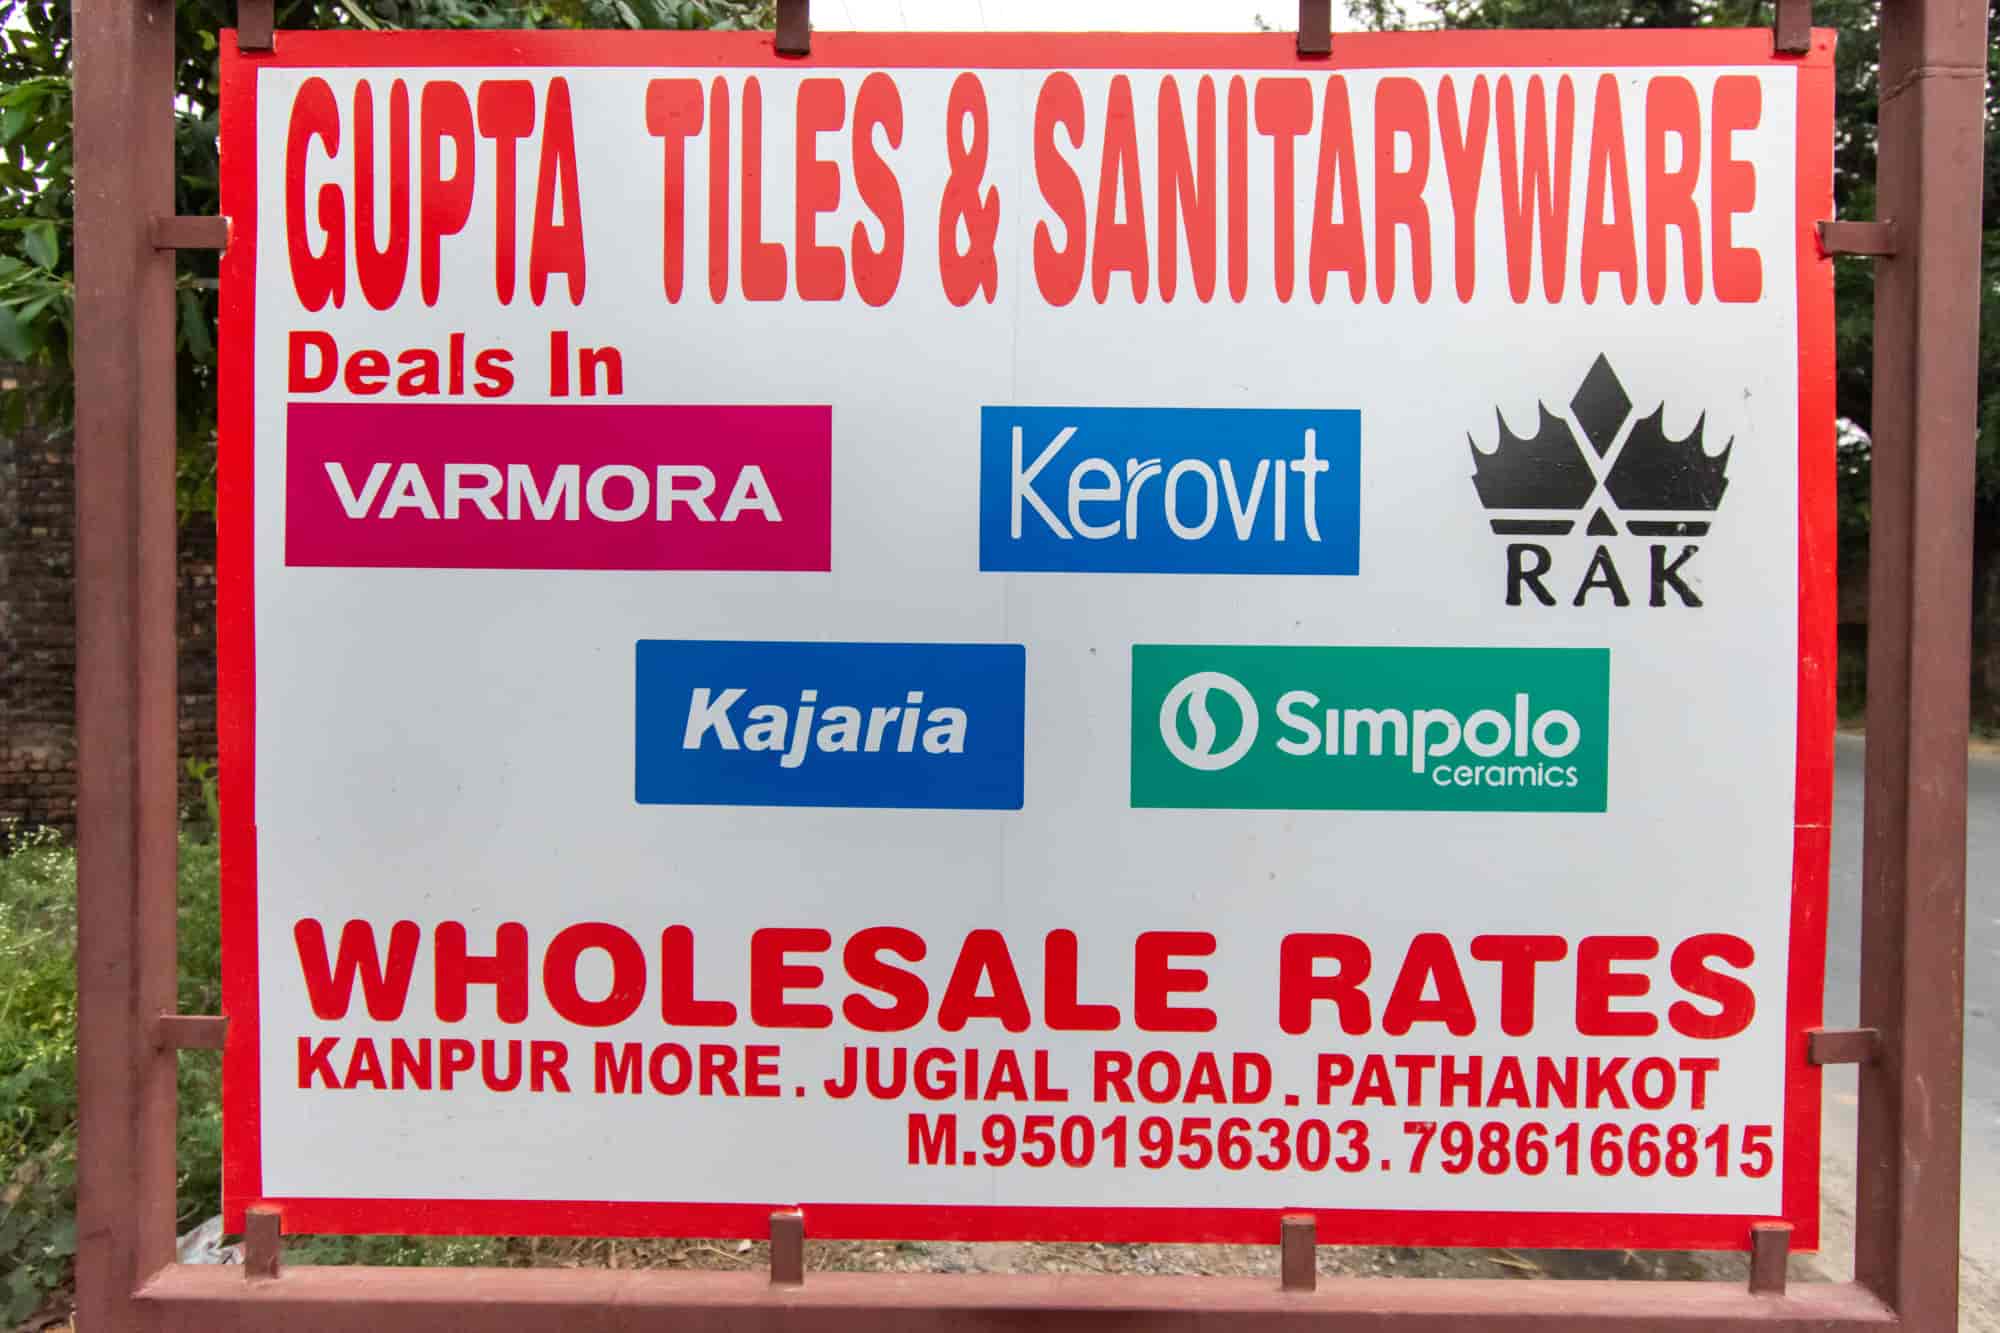 GUPTA TILES & SANITARYWARE
Deals In
VARMORA
Kerovit
RAK
Kajaria
Simpolo
ceramics
WHOLESALE RATES
KANPUR MORE. JUGIAL ROAD. PATHANKOT
M.9501956303.7986166815